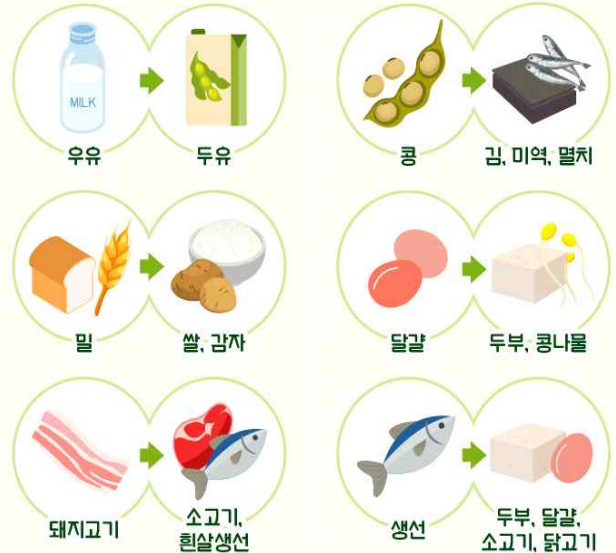 MILK
우유
두유
콩
김, 미역, 멸치
밀
쌀, 감자
달걀
두부, 콩나물
돼지고기
소고기,
흰살생선
생선
두부, 달걀,
소고기, 닭고기